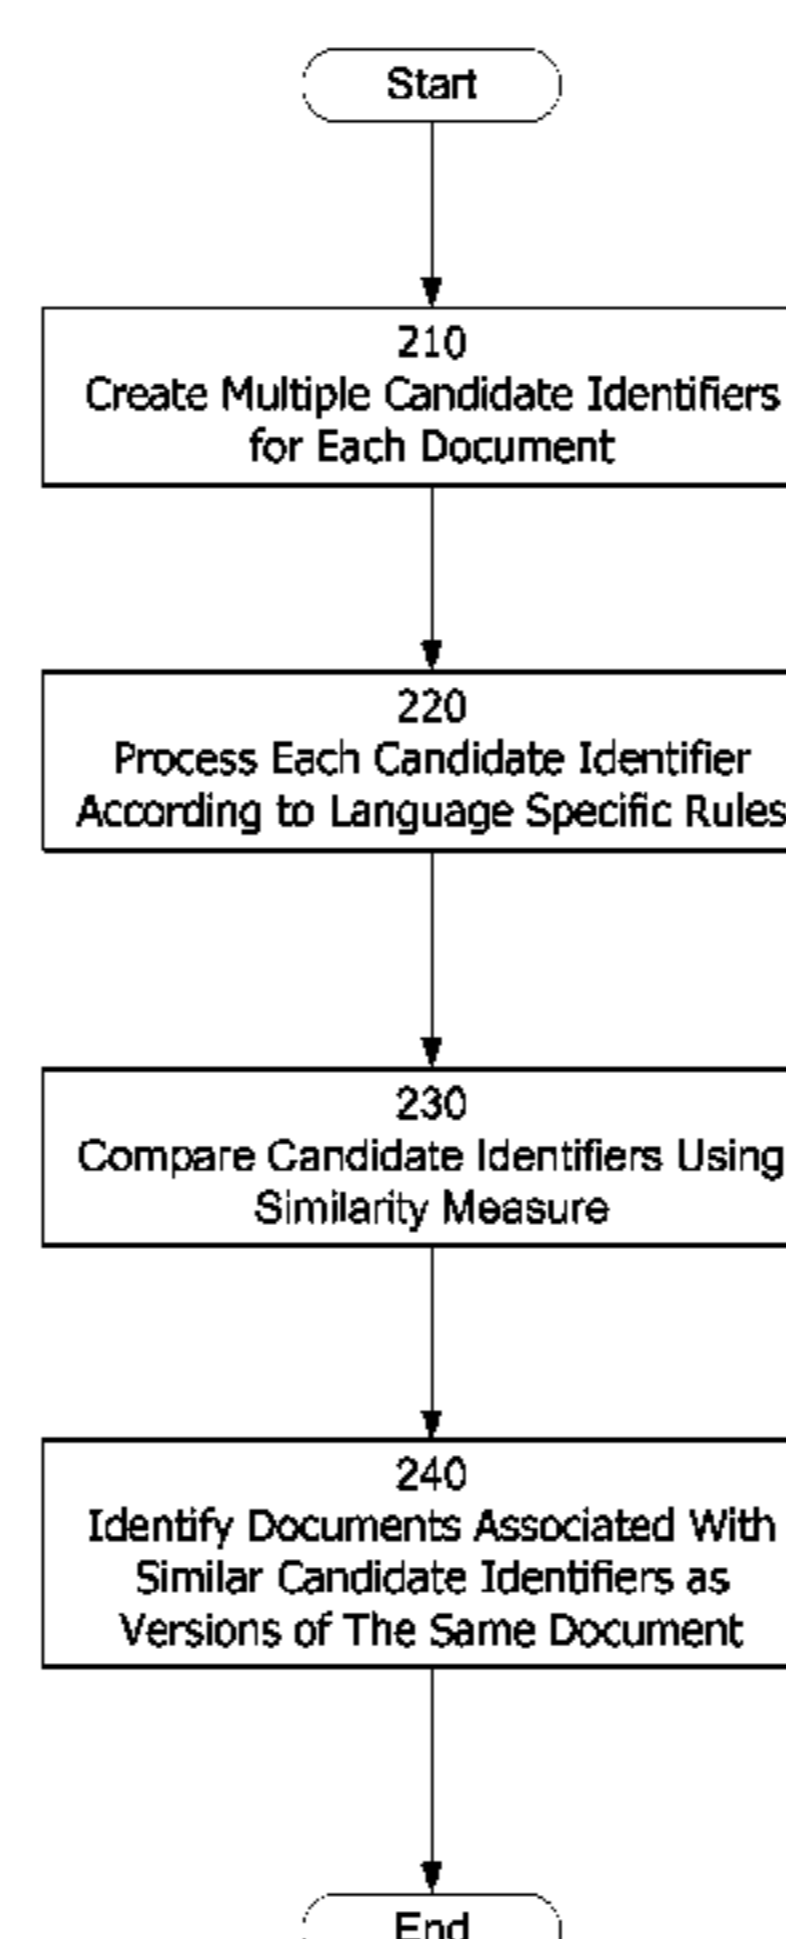 Start
210
Create Multiple Candidate Identifiers
for Each Document
220
Process Each Candidate Identifier
According to Language Specific Rules
230
Compare Candidate Identifiers Using
Similarity Measure
240
Identify Documents Associated With
Similar Candidate Identifiers as
Versions of The Same Document
End